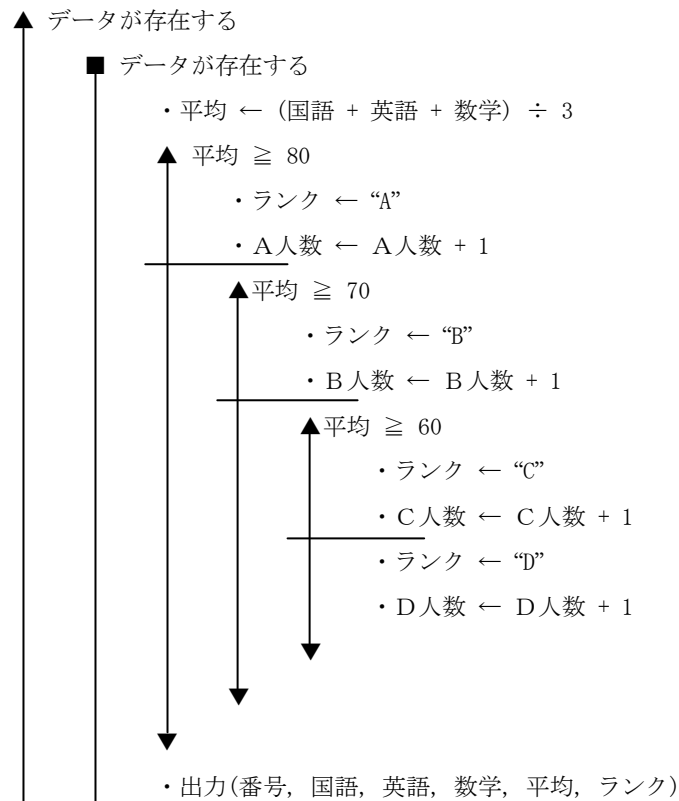 ▲ データが存在する
■ データが存在する
・平均 ← (国語 + 英語 + 数学) ÷ 3
▲ 平均 ≧ 80
・ランク ← “A”
・Ａ人数 ← Ａ人数 + 1
▲平均 ≧ 70
・ランク ← “B”
・Ｂ人数 ← Ｂ人数 + 1
▲平均 ≧ 60
・ランク ← “C”
・Ｃ人数 ← Ｃ人数 + 1
・ランク ← “D”
・Ｄ人数 ← Ｄ人数 + 1
・出力(番号, 国語, 英語, 数学, 平均, ランク)